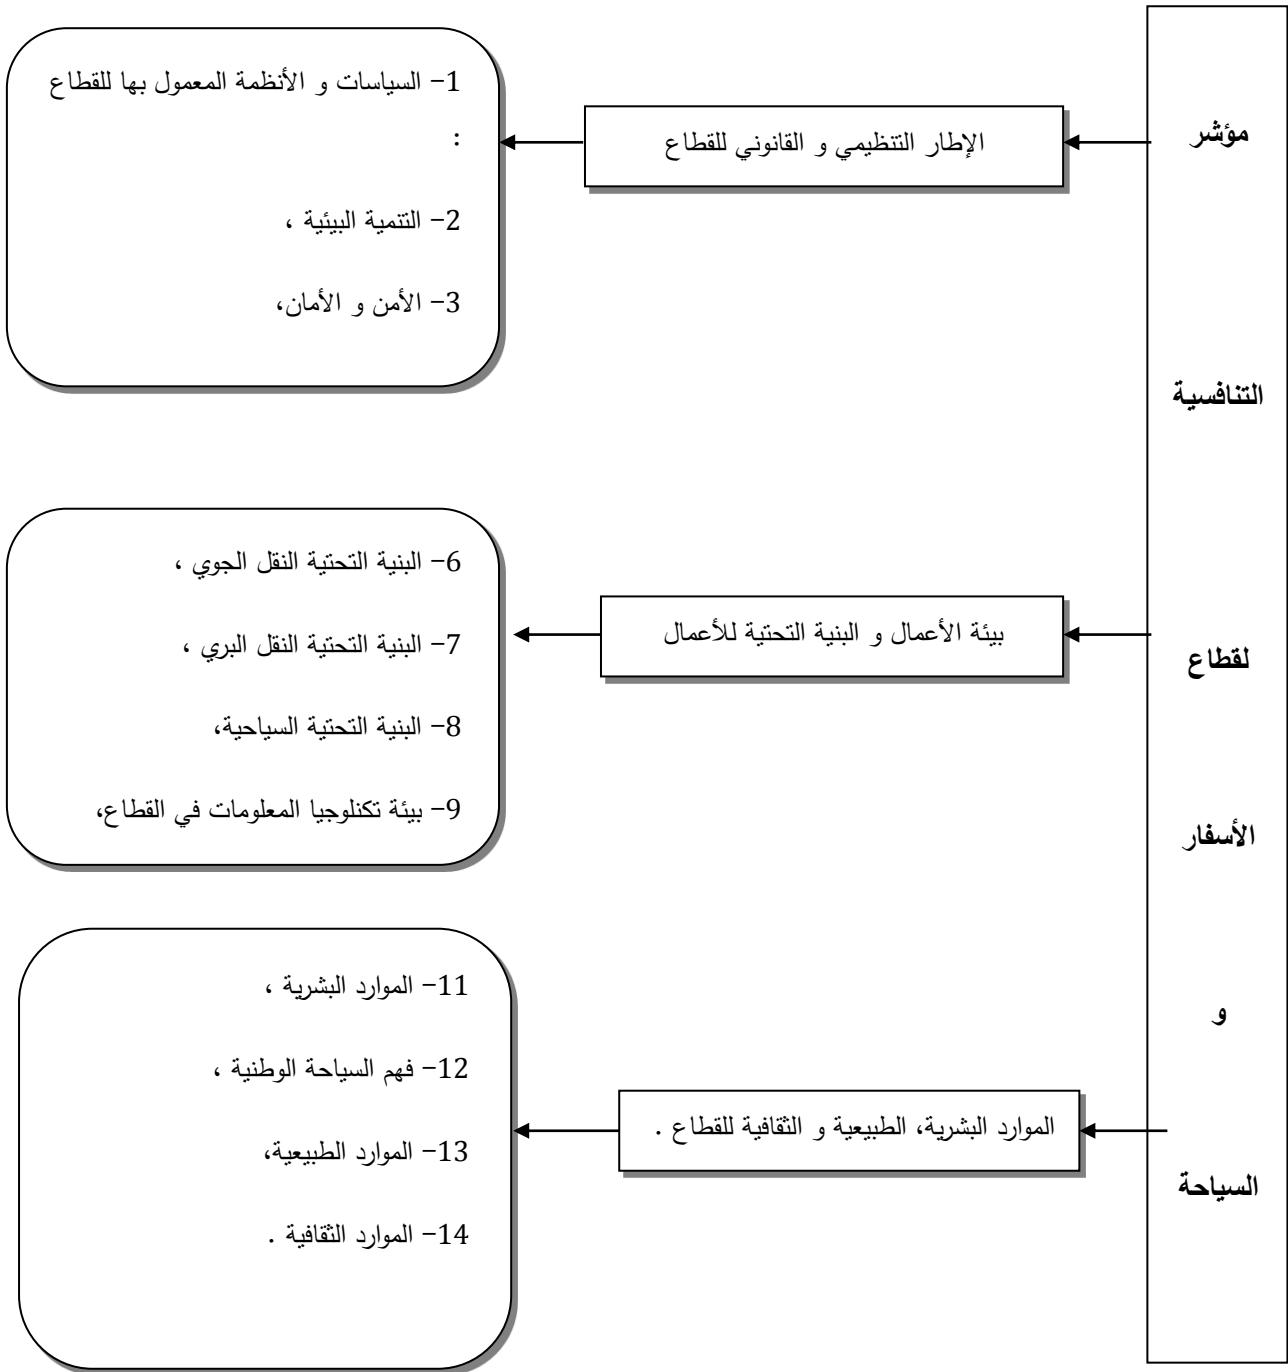 مؤشر
التنافسية
لقطاع
الأسفار
و
السياحة
الإطار التنظيمي و القانوني للقطاع
1- السياسات و الأنظمة المعمول بها للقطاع
:
2- التنمية البيئية ،
3- الأمن و الأمان،
بيئة الأعمال و البنية التحتية للأعمال
6- البنية التحتية النقل الجوي ،
7- البنية التحتية النقل البري ،
8- البنية التحتية السياحية،
9- بيئة تكنلوجيا المعلومات في القطاع،
الموارد البشرية، الطبيعية و الثقافية للقطاع .
11- الموارد البشرية ،
12- فهم السياحة الوطنية ،
13- الموارد الطبيعية،
14- الموارد الثقافية .